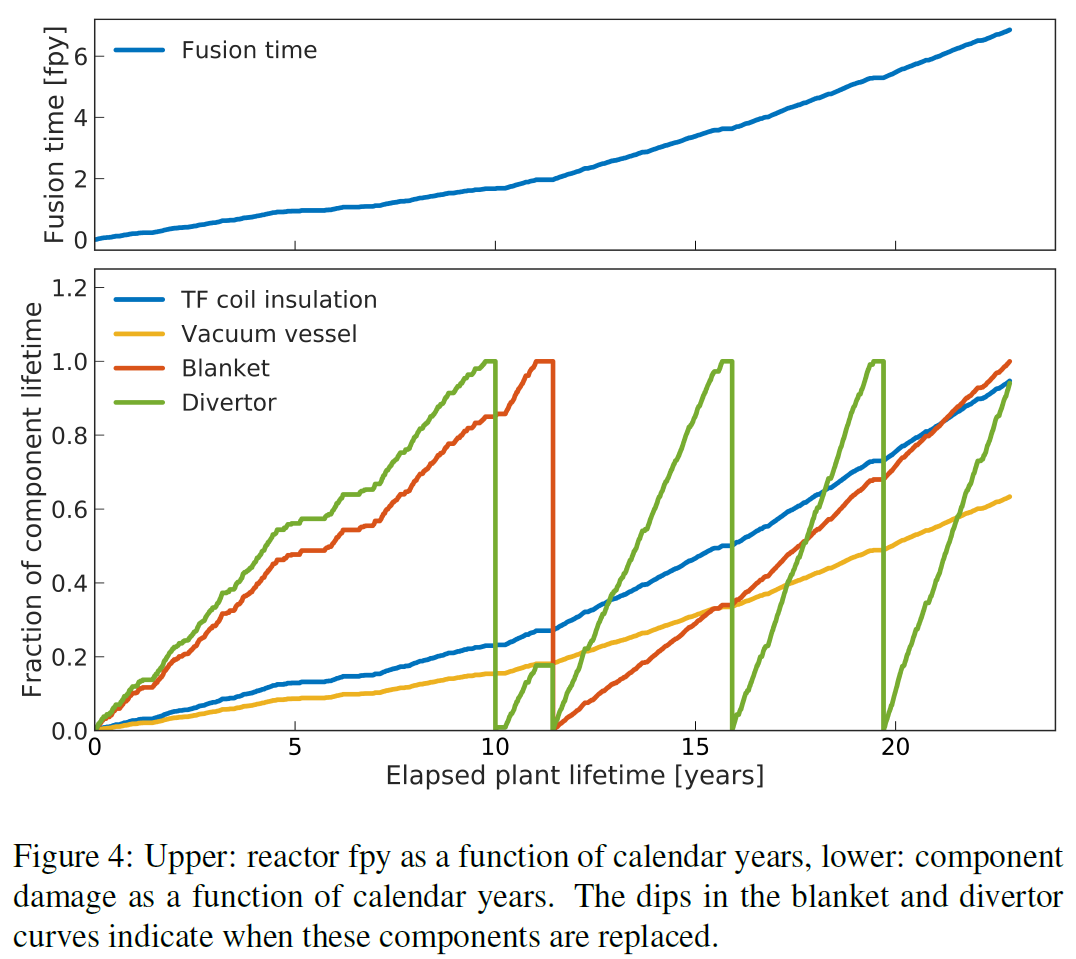 Fusion time [fpy]
6
4
2
0
Fusion time
Fraction of component lifetime
1.2
1.0
0.8
0.6
0.4
0.2
0.0
TF coil insulation
Vacuum vessel
Blanket
Divertor
0 5 10 15 20
Elapsed plant lifetime [years]
Figure 4: Upper: reactor fpy as a function of calendar years, lower: component
damage as a function of calendar years. The dips in the blanket and divertor
curves indicate when these components are replaced.